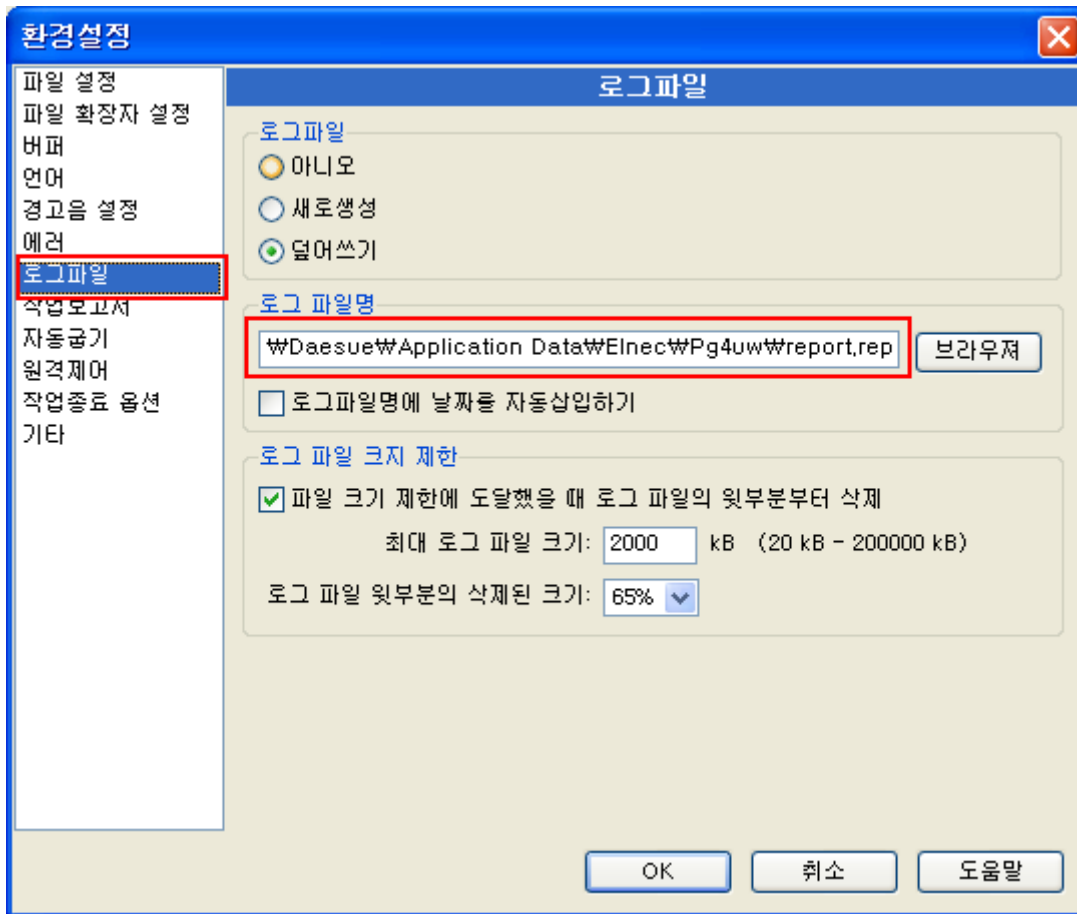 환경설정
파일 설정
파일 확장자 설정
버퍼
언어
경고음 설정
에러
로그파일
작업보고서
자동굽기
원격제어
작업종료 옵션
기타
로그파일
로그파일
아니오
새로생성
덮어쓰기
로그 파일명
₩Daesue₩Application Data₩Elnec₩Pg4uw₩report.rep
브라우져
로그파일명에 날짜을 자동삽입하기
로그 파일 크지 제한
파일 크기 제한에 도달했을 때 로그 파일의 윗부분부터 삭제
최대 로그 파일 크기: 2000 kB (20 kB - 200000 kB)
로그 파일 윗부분의 삭제된 크기: 65%
OK
취소
도움말